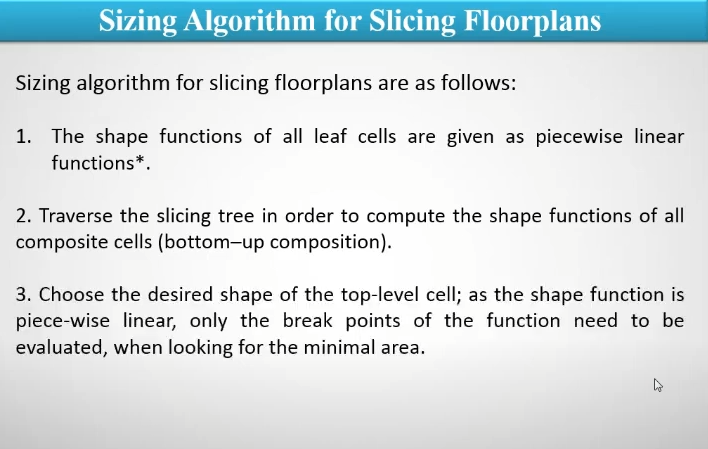 Sizing Algorithm for Slicing Floorplans
Sizing algorithm for slicing floorplans are as follows:
1. The shape functions of all leaf cells are given as piecewise linear
functions*.
2. Traverse the slicing tree in order to compute the shape functions of all
composite cells (bottom–up composition).
3. Choose the desired shape of the top-level cell; as the shape function is
piece-wise linear, only the break points of the function need to be
evaluated, when looking for the minimal area.